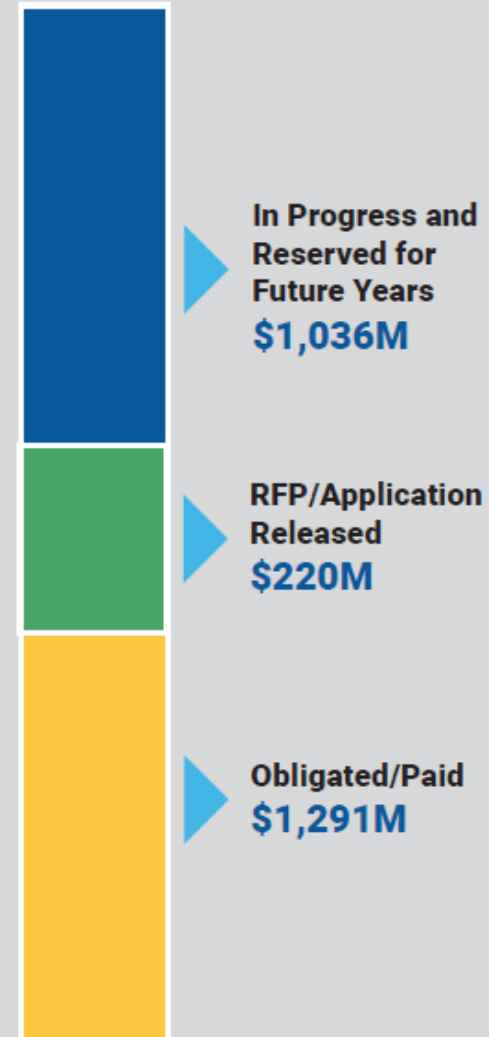 In Progress and
Reserved for
Future Years
$1,036M
RFP/Application
Released
$220M
Obligated/Paid
$1,291M